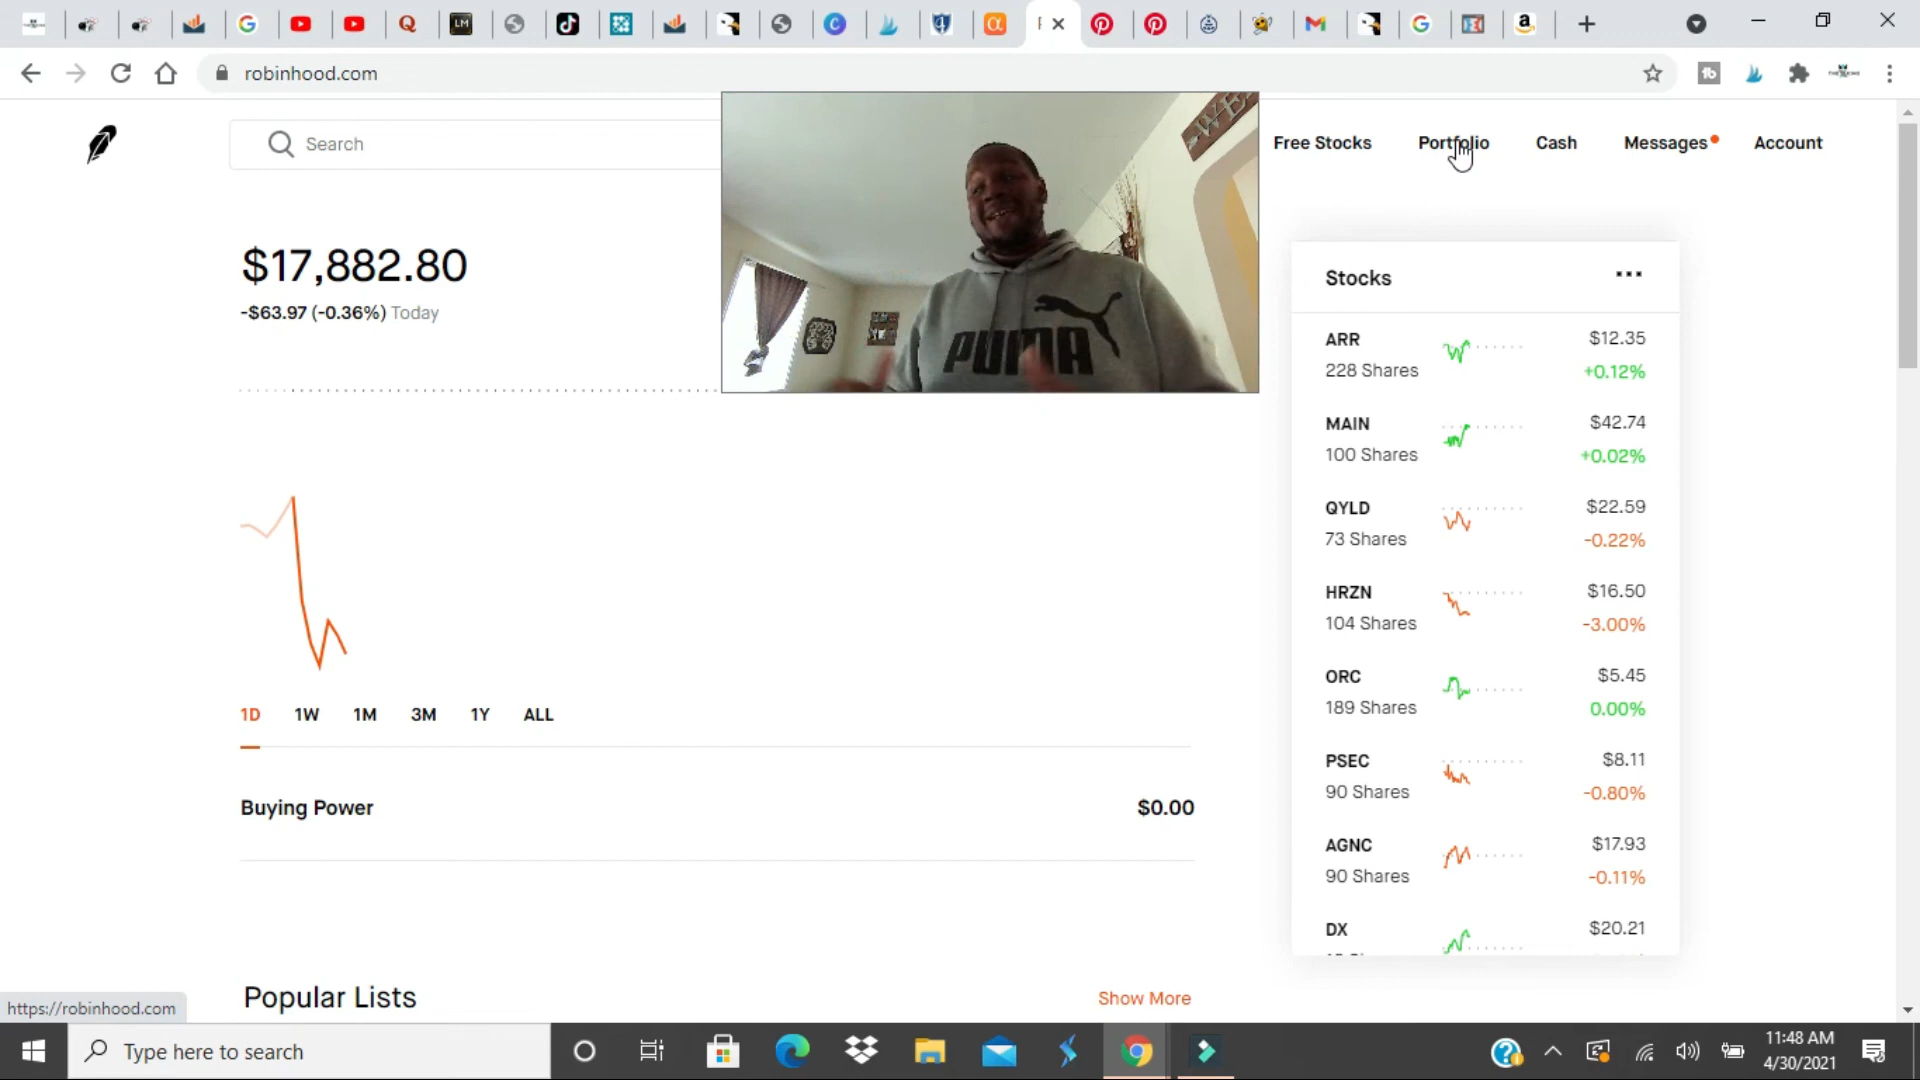 robinhood.com
Search
Free Stocks Portfolio Cash Messages Account
$17,882.80
-$63.97 (-0.36%) Today
PUMA
Stocks
ARR $12.35
228 Shares +0.12%
MAIN $42.74
100 Shares +0.02%
QYLD $22.59
73 Shares -0.22%
HRZN $16.50
104 Shares -3.00%
ORC $5.45
189 Shares 0.00%
PSEC $8.11
90 Shares -0.80%
AGNC $17.93
90 Shares -0.11%
DX $20.21
1D 1W 1M 3M 1Y ALL
Buying Power $0.00
Popular Lists Show More
https://robinhood.com
Type here to search
11:48 AM
4/30/2021